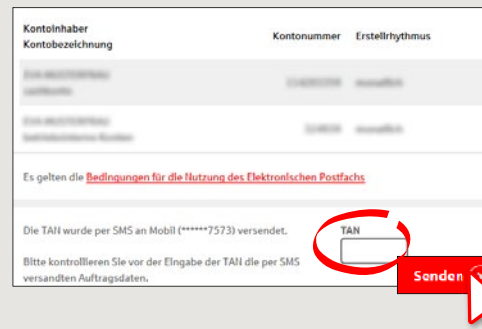 Kontoinhaber
Kontobezeichnung
Kontonummer Erstellrhythmus
Es gelten die Bedingungen für die Nutzung des Elektronischen Postfachs
Die TAN wurde per SMS an Mobil (******7573) versendet.
TAN
Bitte kontrollieren Sie vor der Eingabe der TAN die per SMS
versandten Auftragsdaten.
Senden